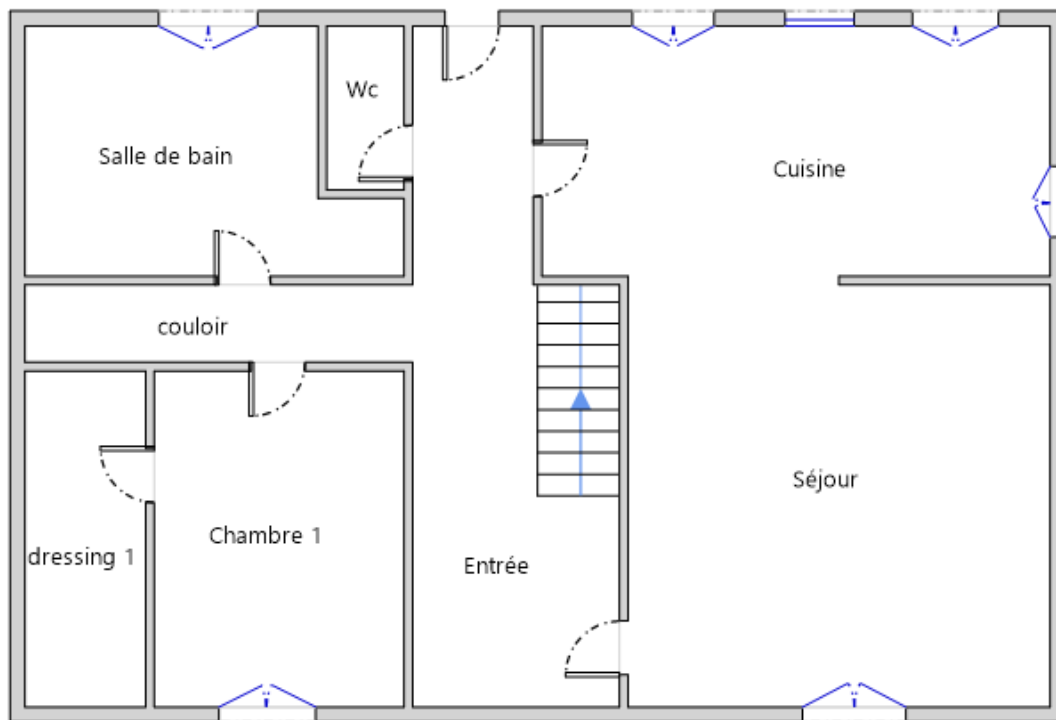 Wc
Salle de bain
Cuisine
couloir
Séjour
Chambre 1
dressing 1
Entrée